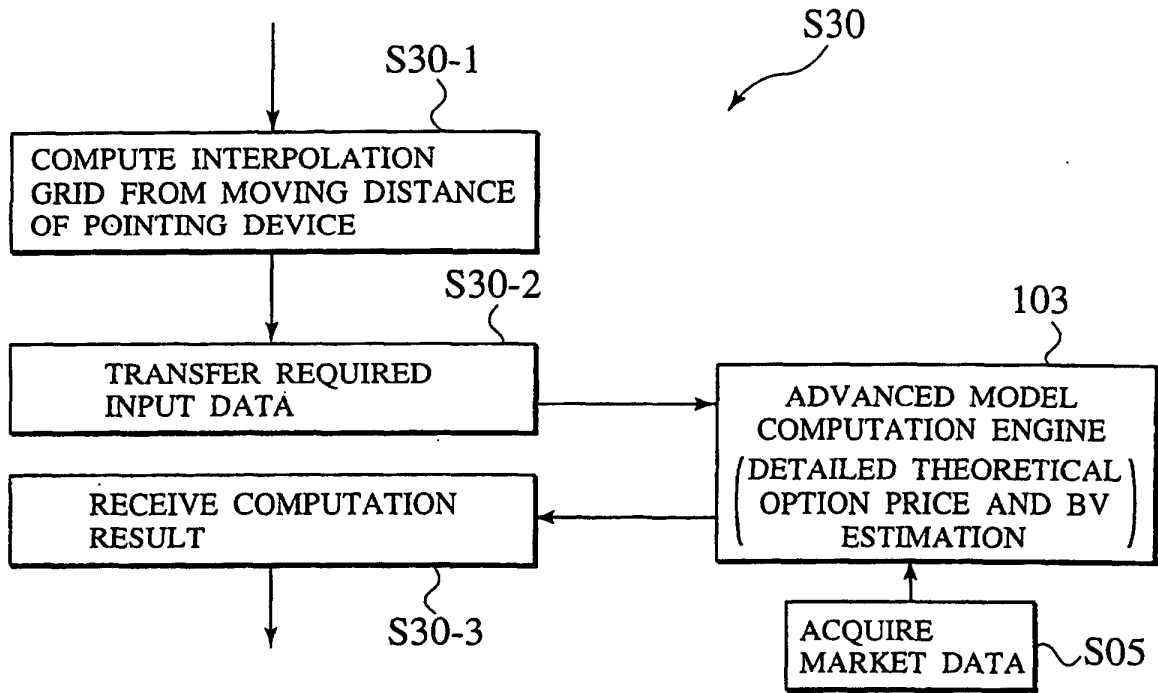 S30
S30-1
COMPUTE INTERPOLATION
GRID FROM MOVING DISTANCE
OF POINTING DEVICE
S30-2
TRANSFER REQUIRED
INPUT DATA
103
ADVANCED MODEL
COMPUTATION ENGINE
(DETAILED THEORETICAL
OPTION PRICE AND BV
ESTIMATION)
RECEIVE COMPUTATION
RESULT
S30-3
ACQUIRE
MARKET DATA
S05